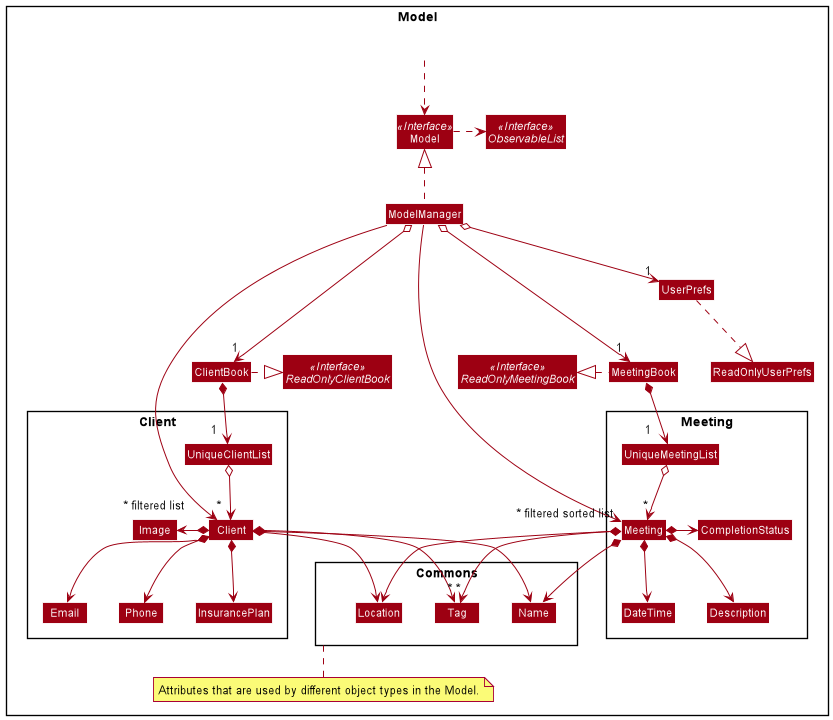 Model
«Interface»
Model
«Interface»
ObservableList
ModelManager
1
UserPrefs
1
1
ClientBook
«Interface»
ReadOnlyClientBook
«Interface»
ReadOnlyMeetingBook
MeetingBook
ReadOnlyUserPrefs
Client
Meeting
1
1
UniqueClientList
UniqueMeetingList
* filtered list
*
* filtered sorted list
*
Image
Client
Meeting
CompletionStatus
Commons
* *
Email
Phone
InsurancePlan
Location
Tag
Name
DateTime
Description
Attributes that are used by different object types in the Model.